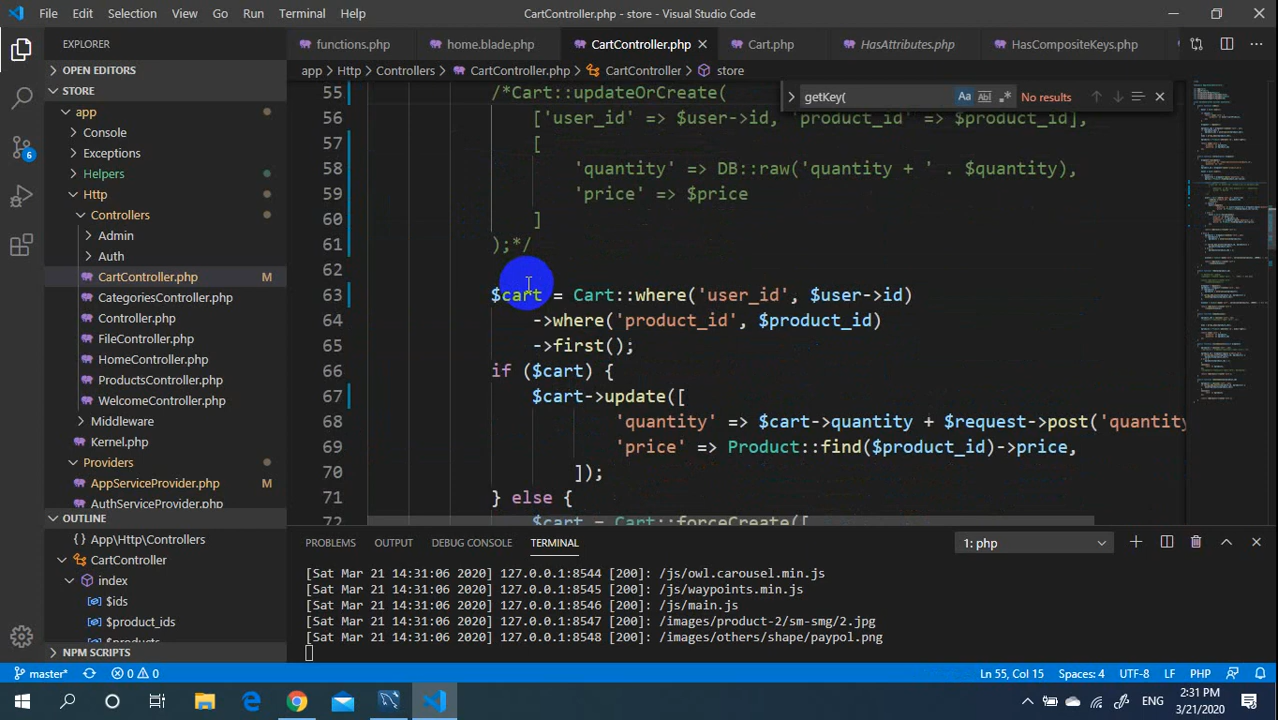 File Edit Selection View Go Run Terminal Help CartController.php - store - Visual Studio Code
EXPLORER
functions.php home.blade.php CartController.php Cart.php HasAttributes.php HasCompositeKeys.php
OPEN EDITORS
app > Http > Controllers > CartController.php > CartController > store
STORE
app
Console
Exceptions
Helpers
Http
Controllers
Admin
Auth
CartController.php M
CategoriesController.php
Controller.php
FileController.php
HomeController.php
ProductsController.php
WelcomeController.php
Middleware
Kernel.php
Providers
AppServiceProvider.php M
AuthServiceProvider.php
OUTLINE
{} App\Http\Controllers
CartController
index
$ids
$product_ids
$products
NPM SCRIPTS
getKey( Aa Abl .* No results
55 /*Cart::updateOrCreate(
56 ['user_id' => $user->id, 'product_id' => $product_id],
57 [
58 'quantity' => DB::raw('quantity + ' . $quantity),
59 'price' => $price
60 ]
61 );*/
62
63 $cart = Cart::where('user_id', $user->id)
64 ->where('product_id', $product_id)
65 ->first();
66 if ($cart) {
67 $cart->update([
68 'quantity' => $cart->quantity + $request->post('quantity
69 'price' => Product::find($product_id)->price,
70 ]);
71 } else {
72 $cart = Cart::forceCreate([
PROBLEMS OUTPUT DEBUG CONSOLE TERMINAL 1: php
[Sat Mar 21 14:31:06 2020] 127.0.0.1:8544 [200]: /js/owl.carousel.min.js
[Sat Mar 21 14:31:06 2020] 127.0.0.1:8545 [200]: /js/waypoints.min.js
[Sat Mar 21 14:31:06 2020] 127.0.0.1:8546 [200]: /js/main.js
[Sat Mar 21 14:31:06 2020] 127.0.0.1:8547 [200]: /images/product-2/sm-smg/2.jpg
[Sat Mar 21 14:31:06 2020] 127.0.0.1:8548 [200]: /images/others/shape/paypol.png
6
master* 0 0 Ln 55, Col 15 Spaces: 4 UTF-8 LF PHP
ENG 2:31 PM
3/21/2020